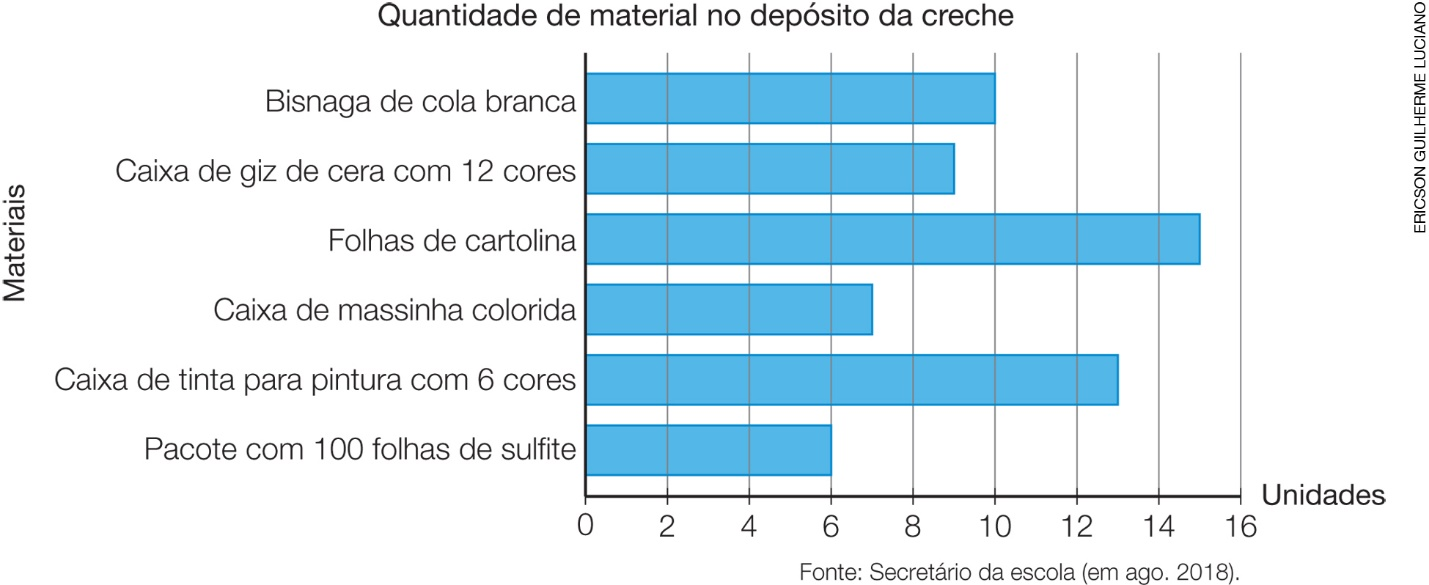 Quantidade de material no depósito da creche
Materiais
Bisnaga de cola branca
Caixa de giz de cera com 12 cores
Folhas de cartolina
Caixa de massinha colorida
Caixa de tinta para pintura com 6 cores
Pacote com 100 folhas de sulfite
0 2 4 6 8 10 12 14 16
Unidades
Fonte: Secretário da escola (em ago. 2018).
ERICSON GUILHERME LUCIANO